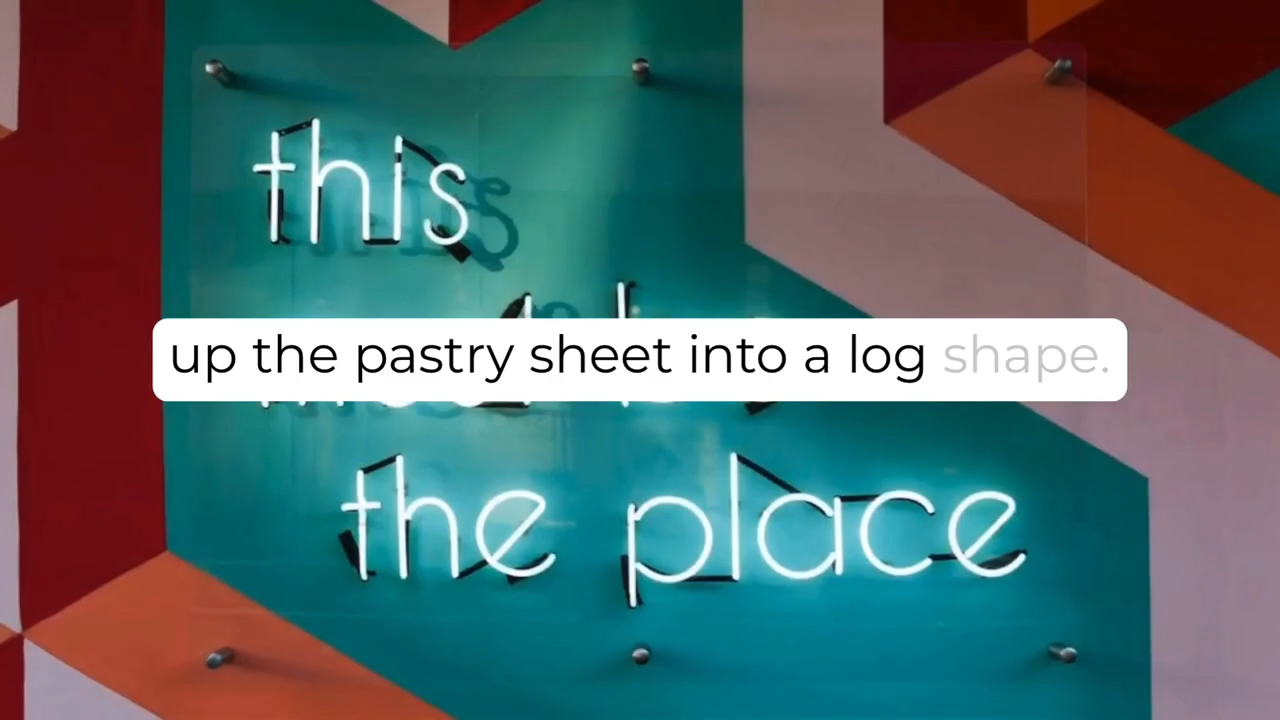 this
up the pastry sheet into a log shape.
the place